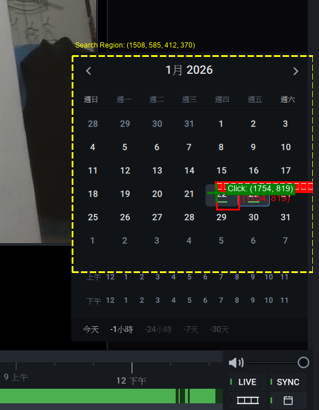 Search Region: (1508, 585, 412, 370)
1月 2026
週日 週一 週二 週三 週四 週五 週六
28 29 30 31 1 2 3
4 5 6 7 8 9 10
11 12 13 14 15 16 17
Click: (1754, 819)
18 19 20 21
25 26 27 28 29 30 31
1 2 3 4 5 6 7
上午 12 1 2 3 4 5 6 7 8 9 10 11
下午 12 1 2 3 4 5 6 7 8 9 10 11
今天 -1小時 -24小時 -7天 -30天
9 上午 12 下午
LIVE SYNC